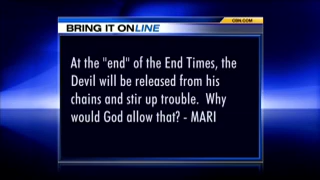 CBN.COM
BRING IT ONLINE
At the "end" of the End Times, the
Devil will be released from his
chains and stir up trouble.  Why
would God allow that? - MARI